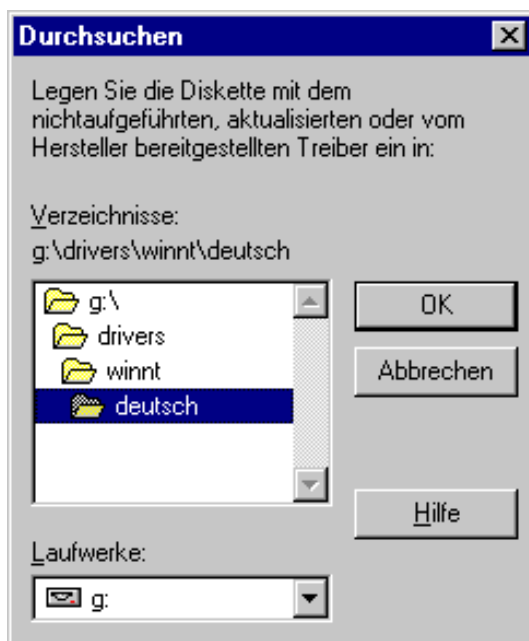 Durchsuchen
Legen Sie die Diskette mit dem
nichtaufgeführten, aktualisierten oder vom
Hersteller bereitgestellten Treiber ein in:
Verzeichnisse:
g:\drivers\winnt\deutsch
g:\
OK
drivers
winnt
Abbrechen
deutsch
Hilfe
Laufwerke:
g: